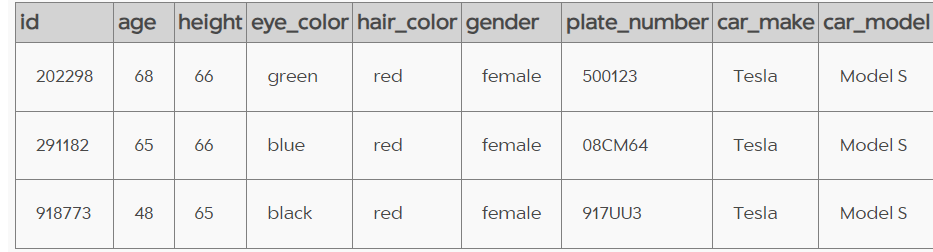 id age height eye_color hair_color gender plate_number car_make car_model
202298 68 66 green red female 500123 Tesla Model S
291182 65 66 blue red female 08CM64 Tesla Model S
918773 48 65 black red female 917UU3 Tesla Model S